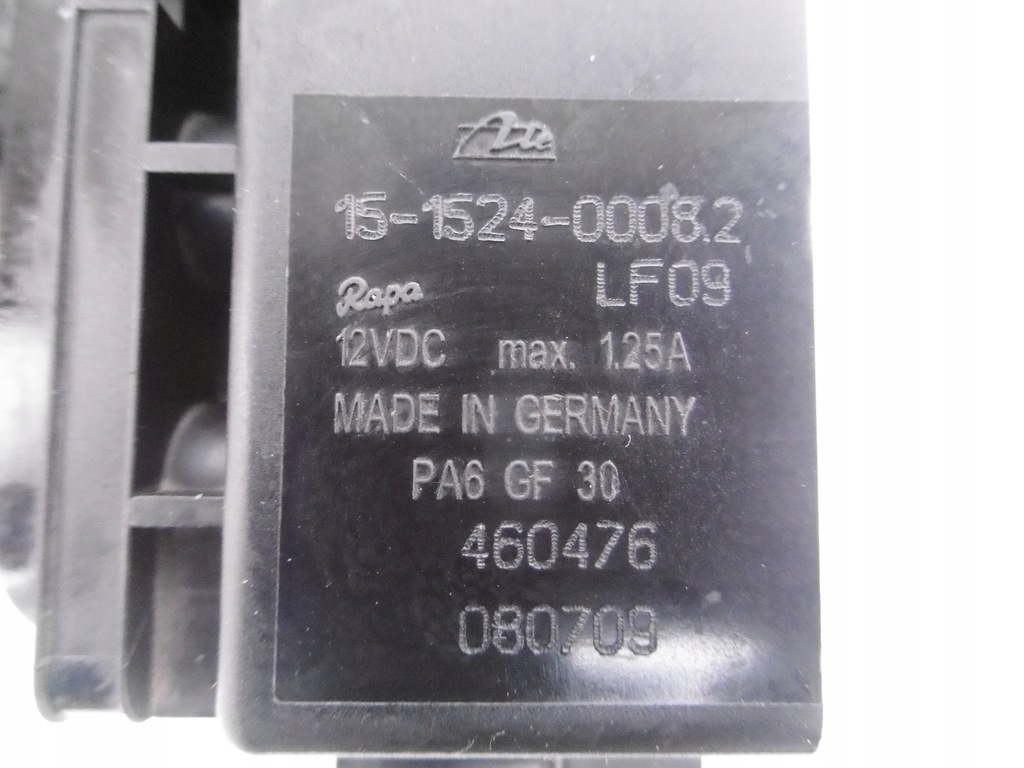 Ate
15-1524-0008.2
Rapa LF09
12VDC max. 1.25A
MADE IN GERMANY
PA6 GF 30
460476
080709